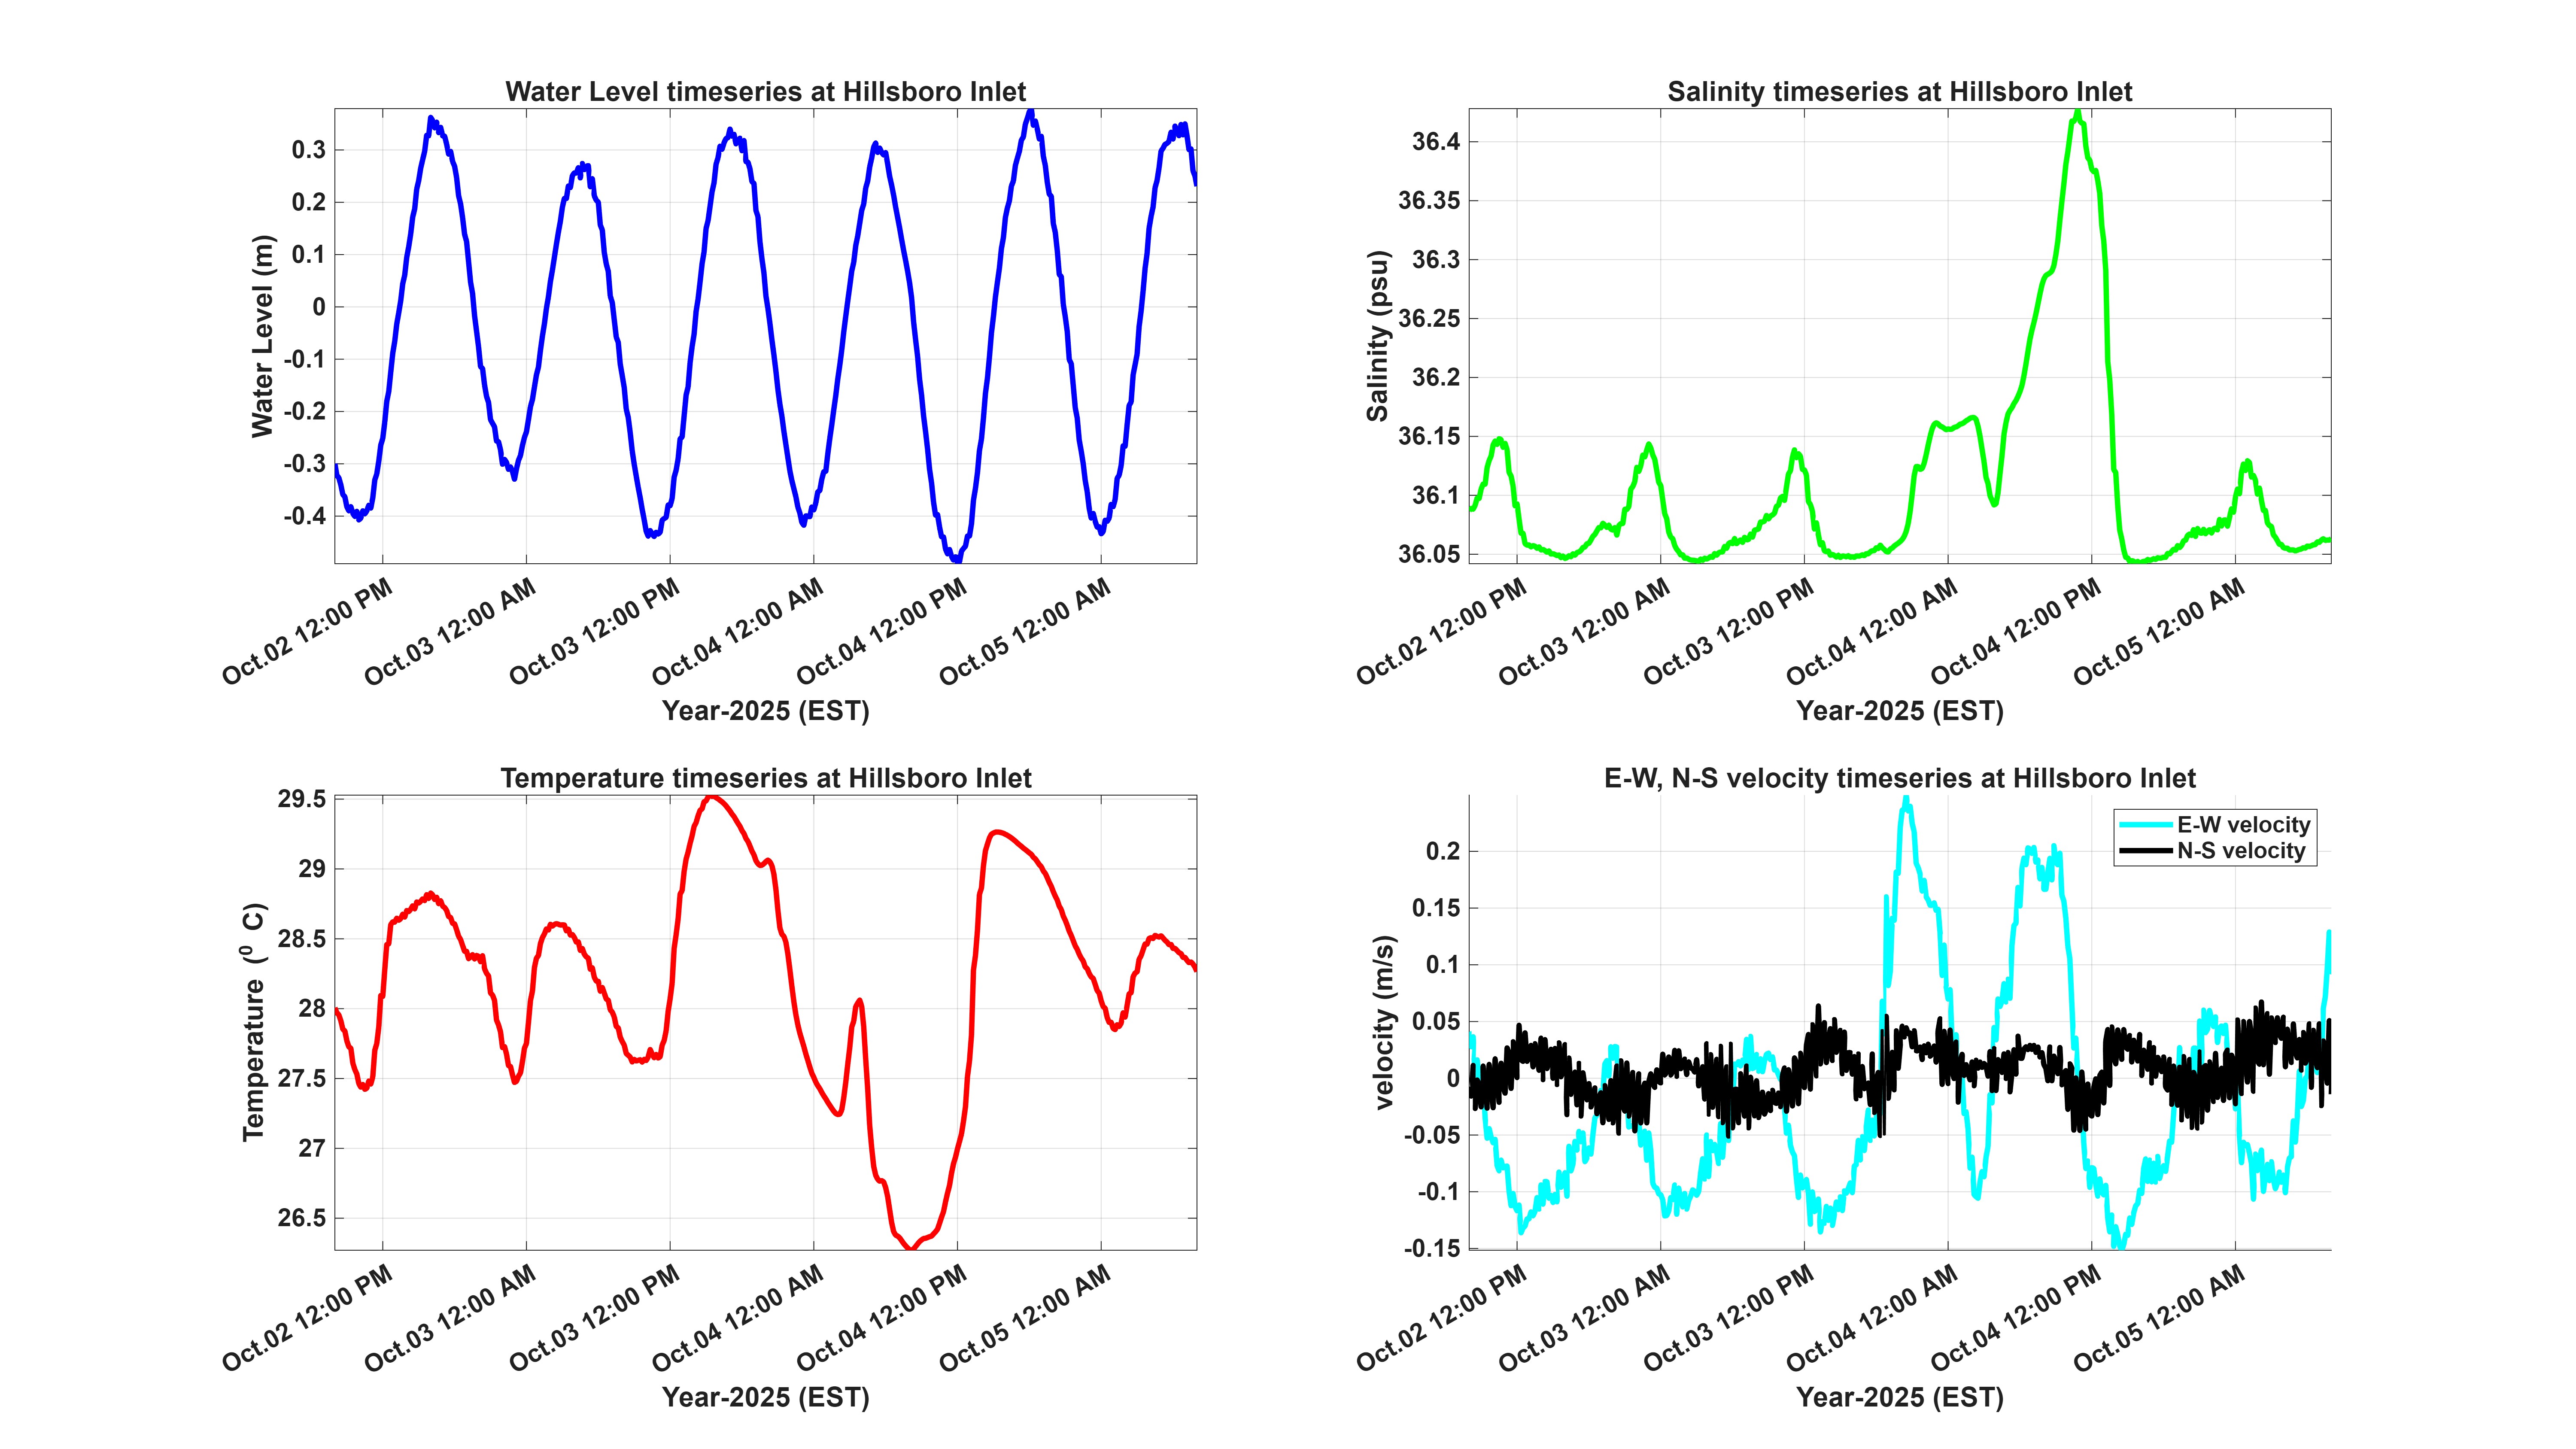 Water Level timeseries at Hillsboro Inlet
Water Level (m)
0.3
0.2
0.1
0
-0.1
-0.2
-0.3
-0.4
Oct.02 12:00 PM
Oct.03 12:00 AM
Oct.03 12:00 PM
Oct.04 12:00 AM
Oct.04 12:00 PM
Oct.05 12:00 AM
Year-2025 (EST)
Salinity timeseries at Hillsboro Inlet
Salinity (psu)
36.4
36.35
36.3
36.25
36.2
36.15
36.1
36.05
Oct.02 12:00 PM
Oct.03 12:00 AM
Oct.03 12:00 PM
Oct.04 12:00 AM
Oct.04 12:00 PM
Oct.05 12:00 AM
Year-2025 (EST)
Temperature timeseries at Hillsboro Inlet
Temperature (⁰ C)
29.5
29
28.5
28
27.5
27
26.5
Oct.02 12:00 PM
Oct.03 12:00 AM
Oct.03 12:00 PM
Oct.04 12:00 AM
Oct.04 12:00 PM
Oct.05 12:00 AM
Year-2025 (EST)
E-W, N-S velocity timeseries at Hillsboro Inlet
velocity (m/s)
E-W velocity
N-S velocity
0.2
0.15
0.1
0.05
0
-0.05
-0.1
-0.15
Oct.02 12:00 PM
Oct.03 12:00 AM
Oct.03 12:00 PM
Oct.04 12:00 AM
Oct.04 12:00 PM
Oct.05 12:00 AM
Year-2025 (EST)